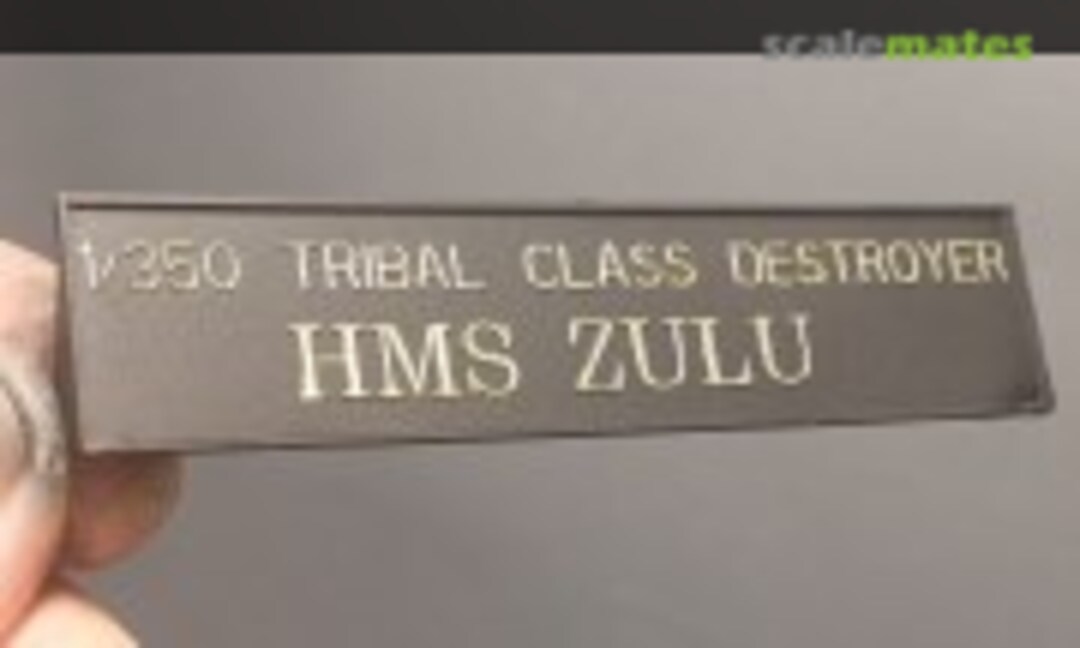 scalemates
1/350 TRIBAL CLASS DESTROYER
HMS ZULU